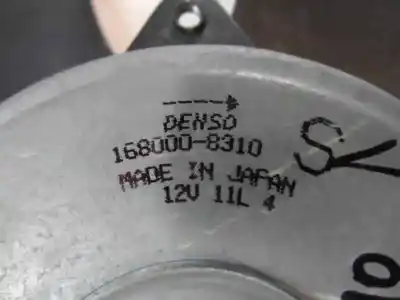 DENSO
168000-8310
MADE IN JAPAN
12V 11L 4